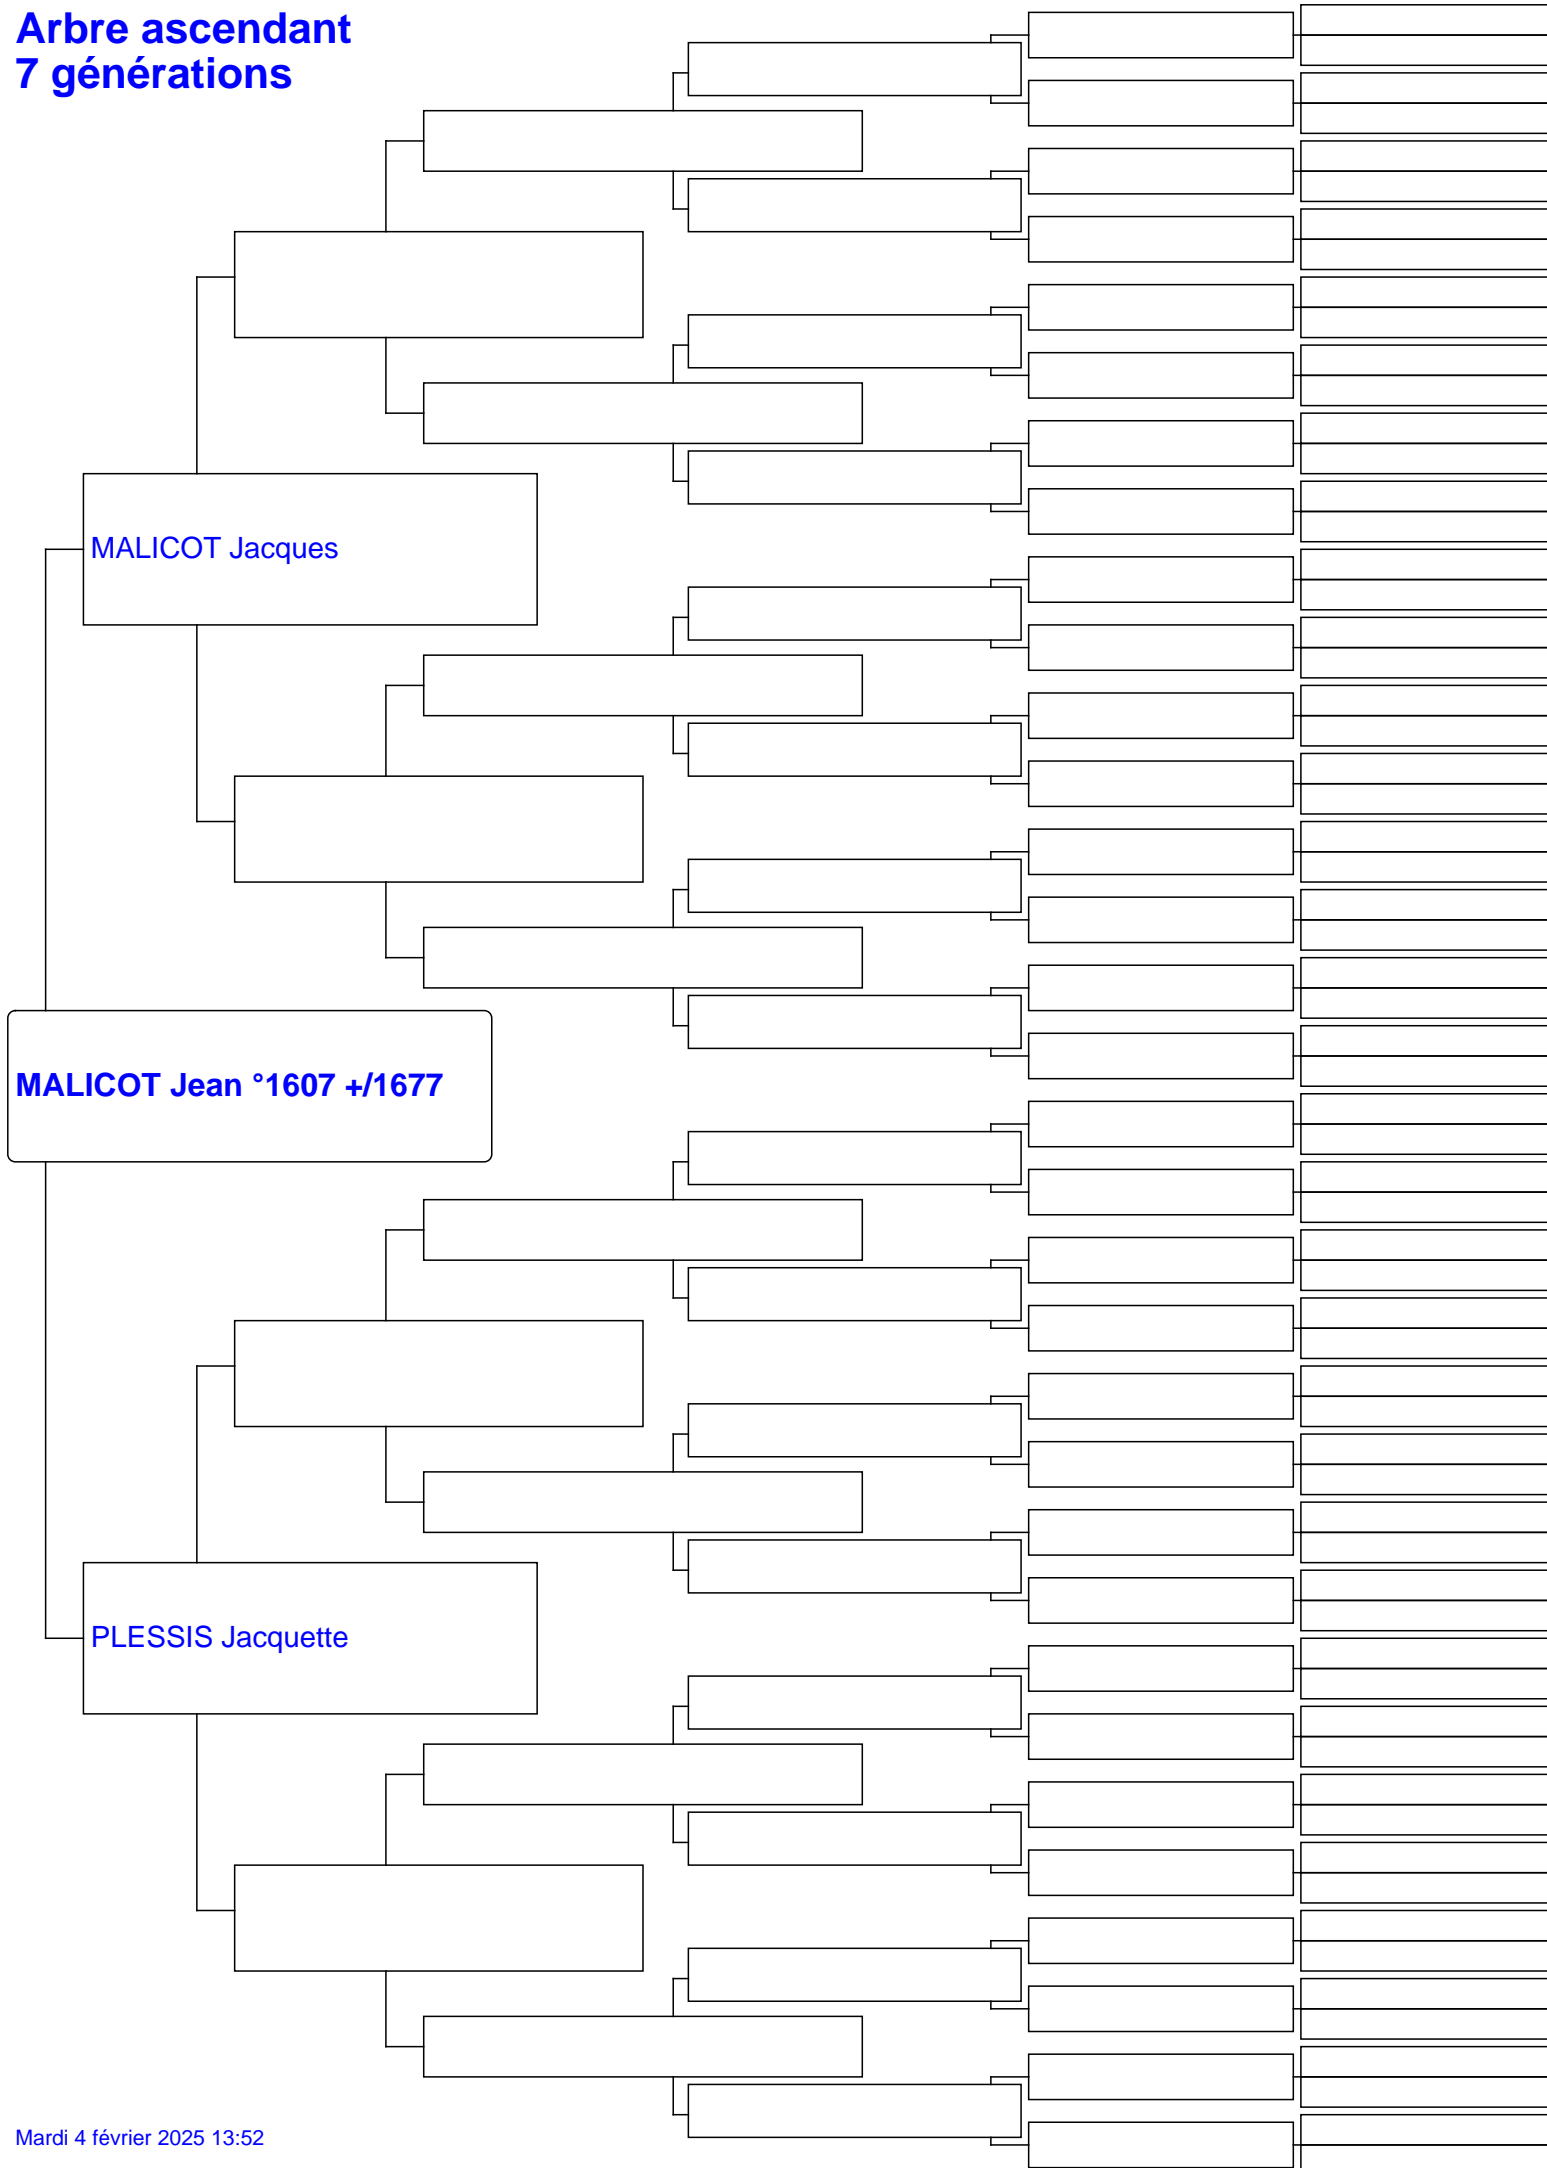 Arbre ascendant
7 générations
MALICOT Jacques
MALICOT Jean °1607 +/1677
PLESSIS Jacquette
Mardi 4 février 2025 13:52